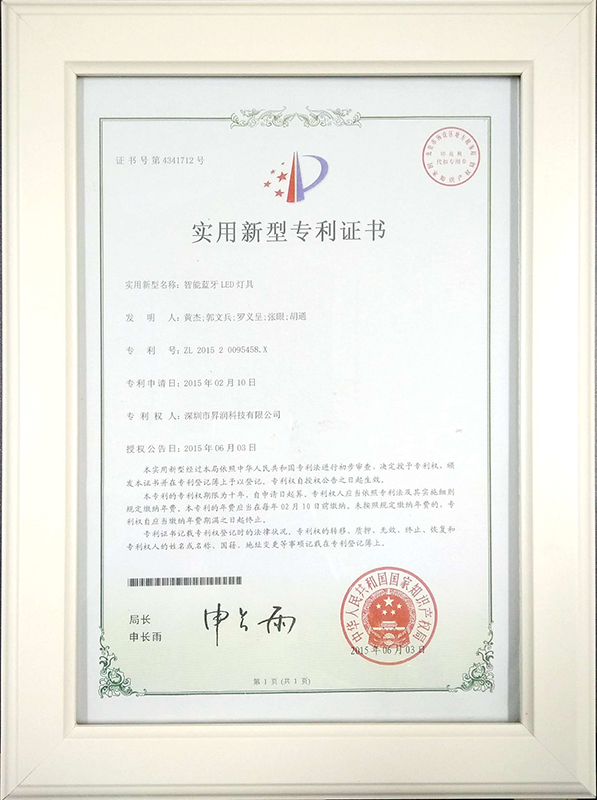 证书号第4341712号
实用新型专利证书
实用新型名称：智能蓝牙LED灯具
发 明 人：黄杰;郭文兵;罗义呈;张眼;胡通
专 利 号：ZL 2015 2 0095458.X
专利申请日：2015年02月10日
专 利 权 人：深圳市昇润科技有限公司
授权公告日：2015年06月03日
本实用新型经过本局依照中华人民共和国专利法进行初步审查，决定授予专利权，颁
发本证书并在专利登记簿上予以登记。专利权自授权公告之日起生效。
本专利的专利权期限为十年，自申请日起算。专利权人应当依照专利法及其实施细则
规定缴纳年费。本专利的年费应当在每年02月10日前缴纳。未按照规定缴纳年费的，专利
权自应当缴纳年费期满之日起终止。
专利证书记载专利权登记时的法律状况。专利权的转移、质押、无效、终止、恢复和
专利权人的姓名或名称、国籍、地址变更等事项记载在专利登记簿上。
局长
申长雨
申长雨
中华人民共和国国家知识产权局
2015年06月03日
第1页(共1页)